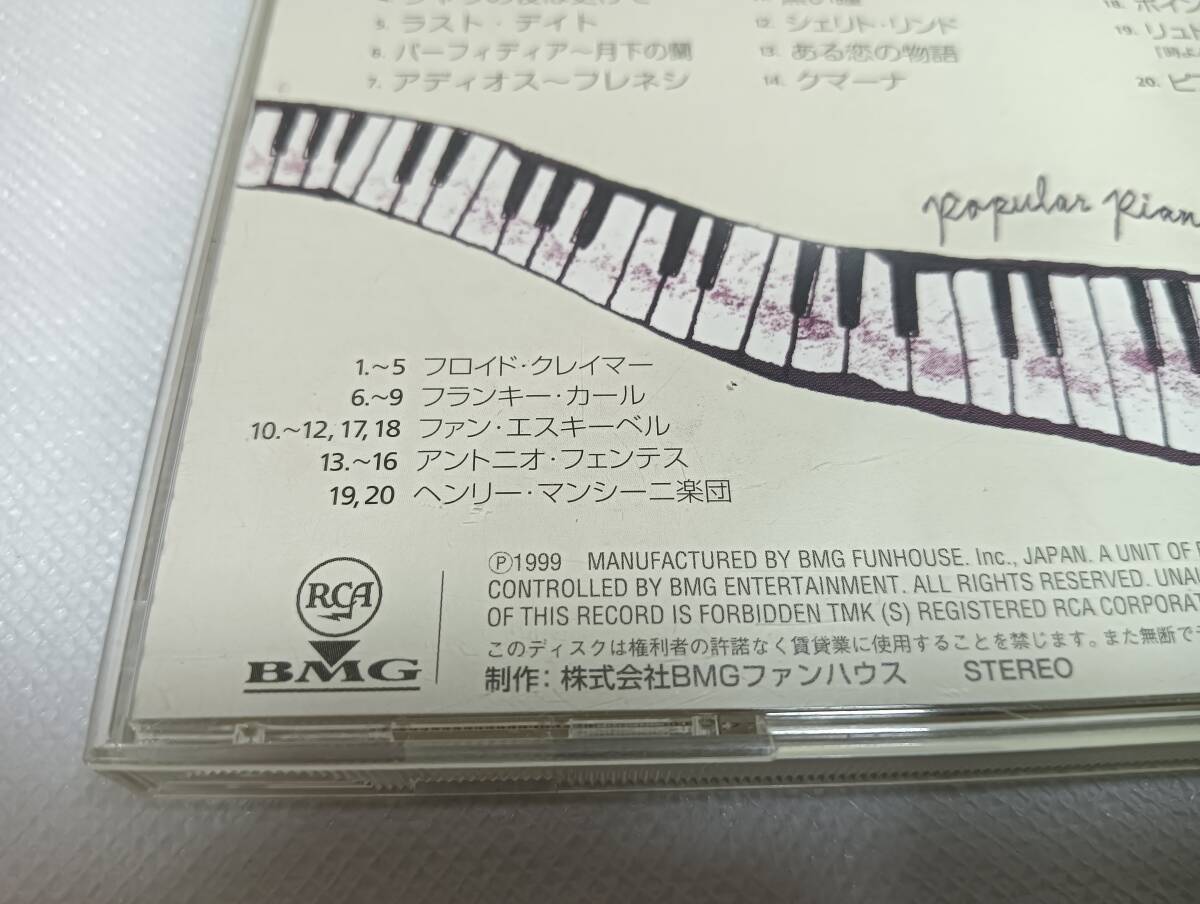 5. ラスト・デイト
6. パーフィディア～月下の蘭
7. アディオス～フレネシ
12. シェリト・リンド
13. ある恋の物語
14. クマーナ
18.
19.
20.
popular
1.～5 フロイド・クレイマー
6.～9 フランキー・カール
10.～12, 17, 18 ファン・エスキーベル
13.～16 アントニオ・フェンテス
19, 20 ヘンリー・マンシーニ楽団
RCA
BMG
Ⓟ1999 MANUFACTURED BY BMG FUNHOUSE. Inc., JAPAN. A UNIT OF
CONTROLLED BY BMG ENTERTAINMENT. ALL RIGHTS RESERVED.
OF THIS RECORD IS FORBIDDEN TMK (S) REGISTERED RCA
このディスクは権利者の許諾なく賃貸業に使用することを禁じます。また無断で
制作：株式会社BMGファンハウス STEREO